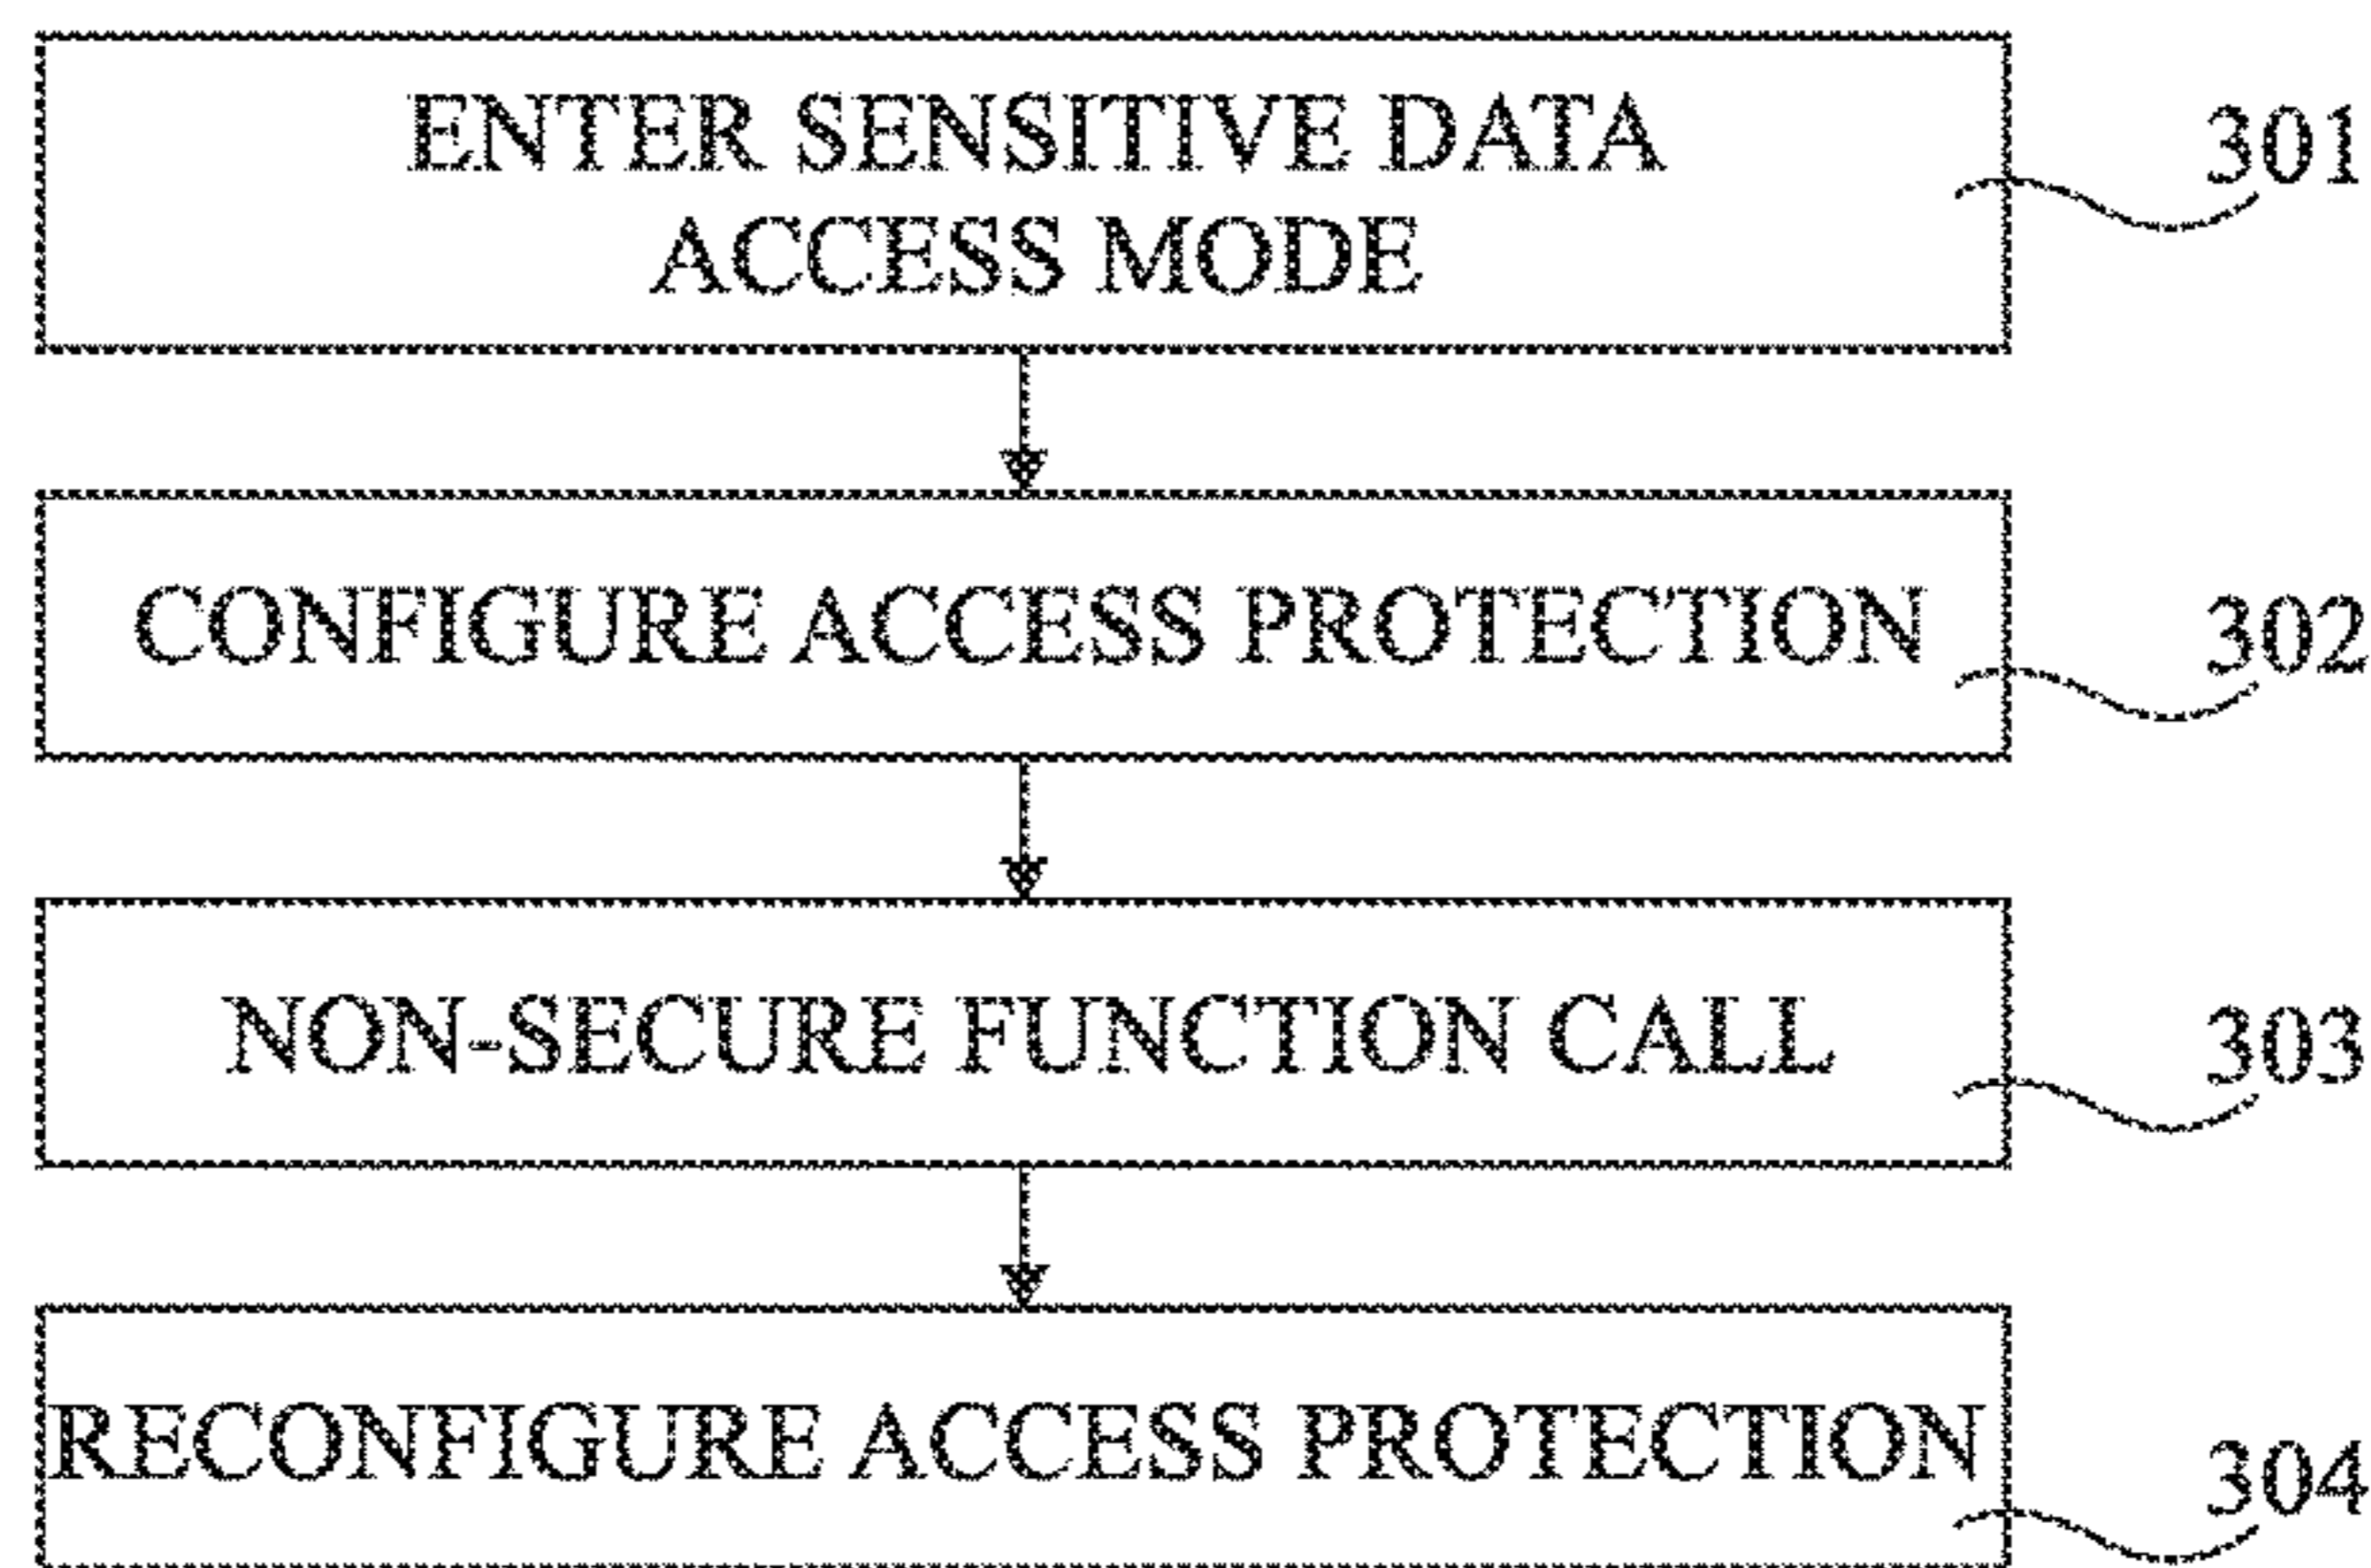 ENTER SENSITIVE DATA
ACCESS MODE
301
CONFIGURE ACCESS PROTECTION
302
NON-SECURE FUNCTION CALL
303
RECONFIGURE ACCESS PROTECTION
304